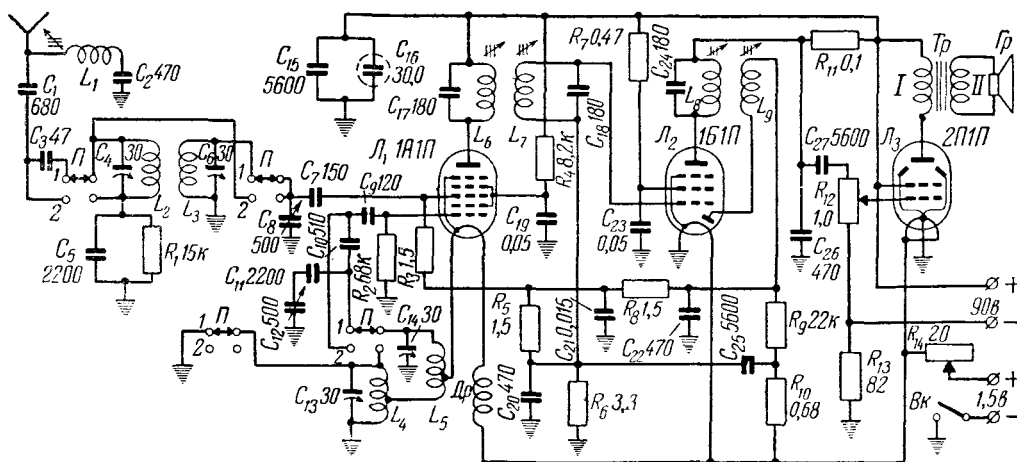 C₁
680
L₁
C₂ 470
C₃ 47
П
1
2
C₄
30
L₂
C₅
2200
R₁ 15к
C₆ 30
L₃
П
1
2
C₇ 150
C₈
500
C₉ 120
C₁₀ 510
C₁₁ 2200
C₁₂ 500
R₂ 68к
R₃ 1,5
1 П
2
П
1
2
C₁₃ 30
C₁₄ 30
L₄
L₅
Др
C₁₅
5600
C₁₆
30,0
C₁₇ 180
L₆
L₇
Л₁ 1А1П
R₄ 8,2к
C₁₈ 180
C₁₉
0,05
R₅
1,5
C₂₀ 470
C₂₁ 0,015
R₆ 3,3
R₇ 0,47
C₂₃
0,05
R₈ 1,5
C₂₂ 470
C₂₄ 180
L₈
L₉
Л₂
1Б1П
C₂₅ 5600
R₉ 22к
R₁₀
0,68
R₁₁ 0,1
C₂₇ 5600
R₁₂
1,0
C₂₆
470
Л₃
2П1П
Тр
I
II
Гр
R₁₃
82
R₁₄ 20
Вк
+
90в
−
+
1,5в
−